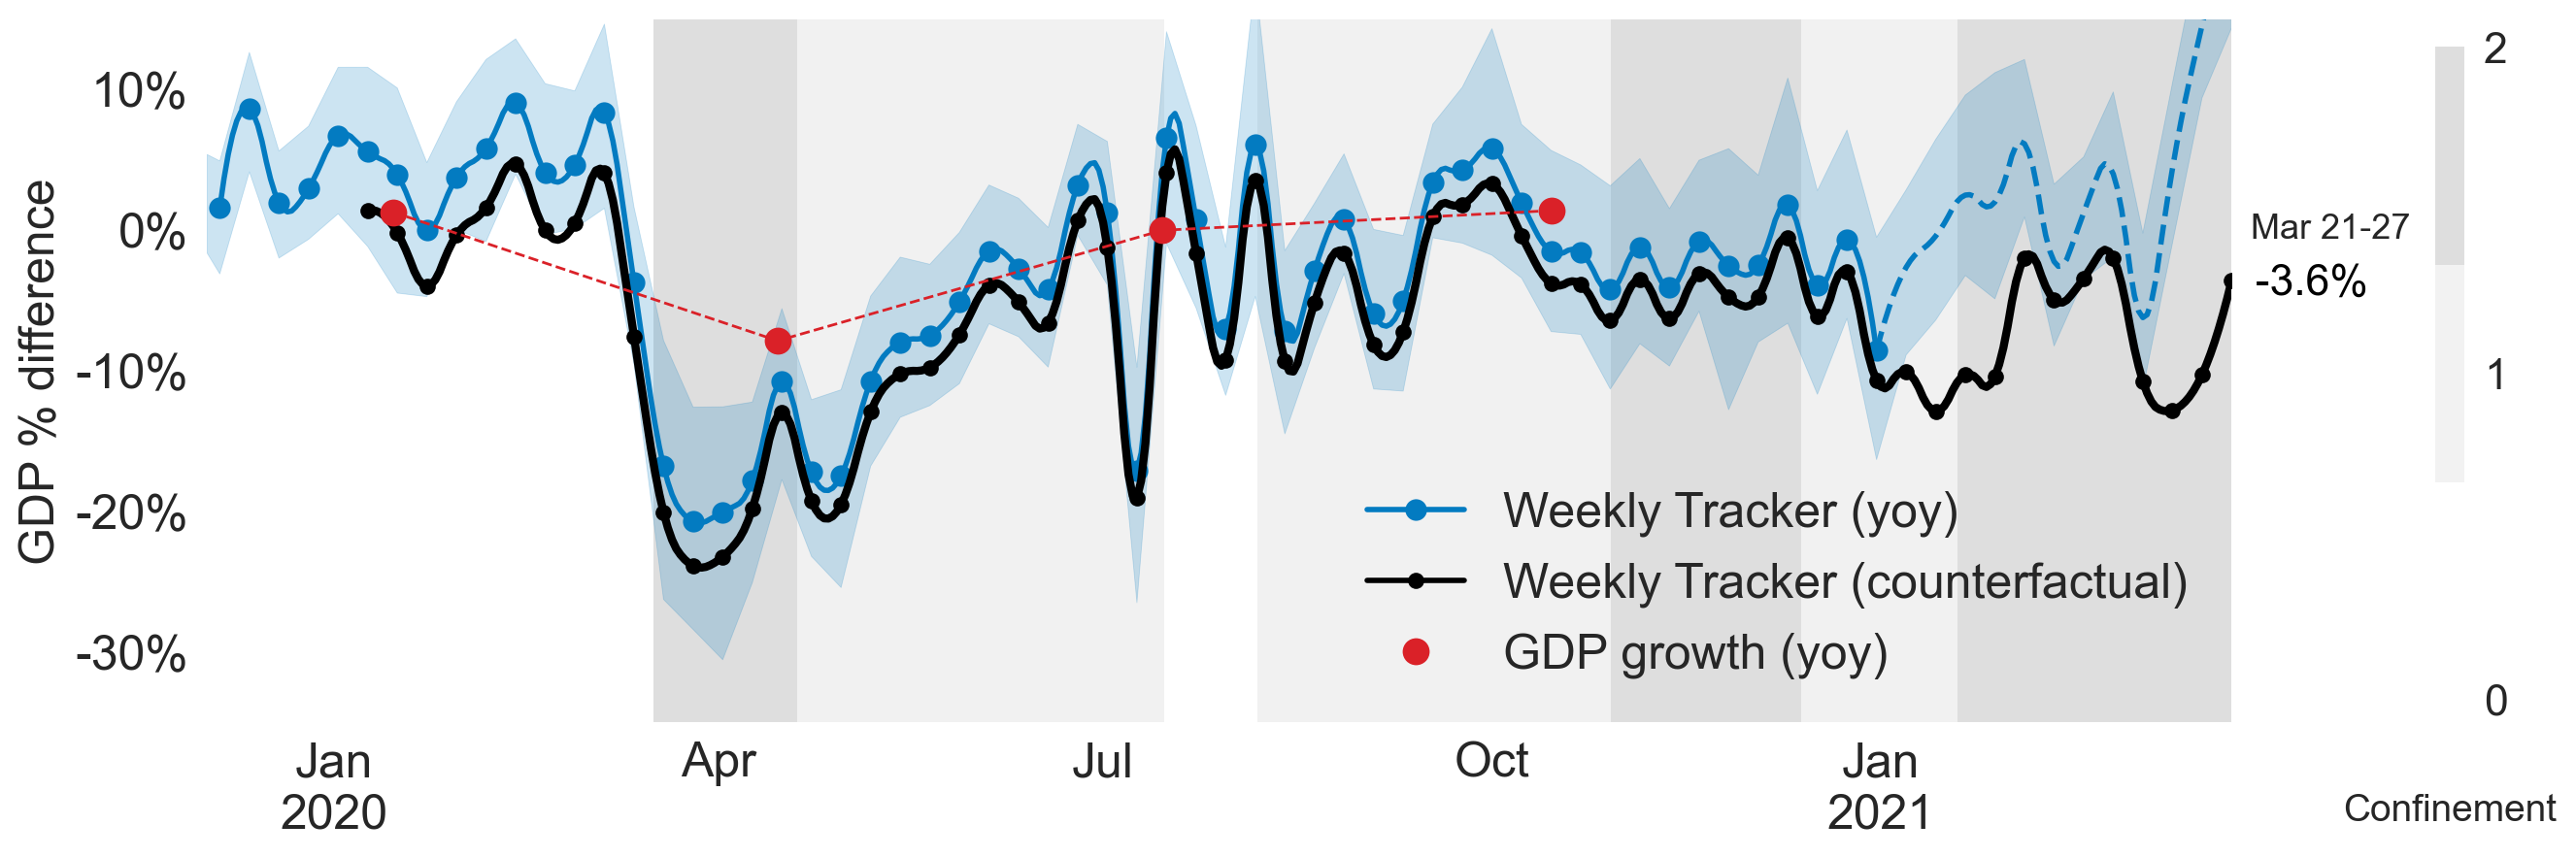 GDP % difference
10%
0%
-10%
-20%
-30%
Jan
2020
Apr
Jul
Oct
Jan
2021
Weekly Tracker (yoy)
Weekly Tracker (counterfactual)
GDP growth (yoy)
Mar 21-27
-3.6%
2
1
0
Confinement